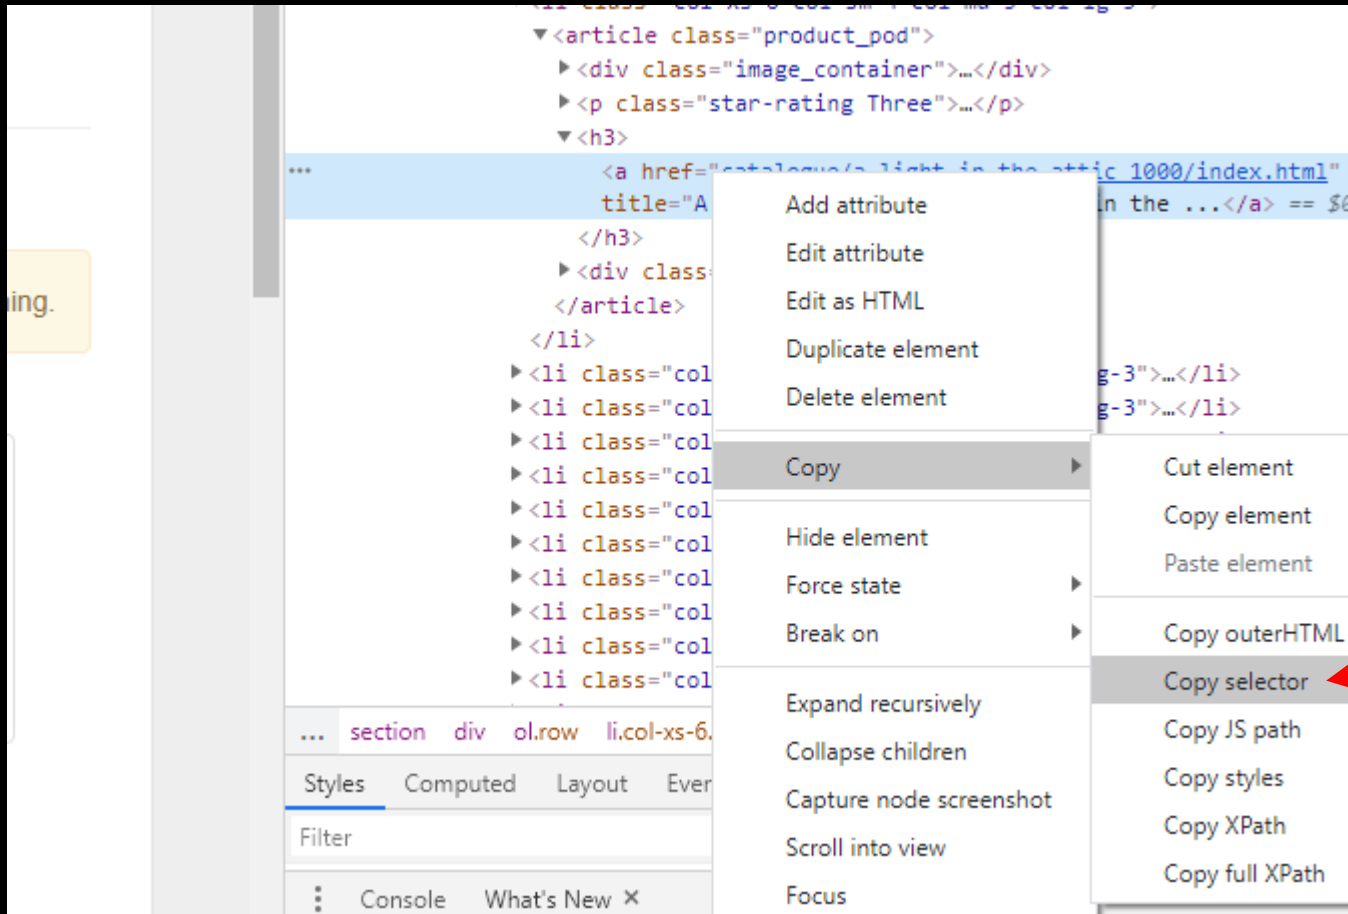 ▼<article class="product_pod">
▶<div class="image_container">…</div>
▶<p class="star-rating Three">…</p>
▼<h3>
... <a href="catalogue/a light in the attic 1000/index.html"
title="A in the ...</a> == $0
</h3>
▶<div class
</article>
</li>
▶<li class="col g-3">…</li>
▶<li class="col g-3">…</li>
▶<li class="col
▶<li class="col
▶<li class="col
▶<li class="col
▶<li class="col
▶<li class="col
▶<li class="col
▶<li class="col
ing.
... section div ol.row li.col-xs-6.
Styles Computed Layout Ever
Filter
⋮ Console What's New ×
Add attribute
Edit attribute
Edit as HTML
Duplicate element
Delete element
Copy ▶
Hide element
Force state ▶
Break on ▶
Expand recursively
Collapse children
Capture node screenshot
Scroll into view
Focus
Cut element
Copy element
Paste element
Copy outerHTML
Copy selector
Copy JS path
Copy styles
Copy XPath
Copy full XPath